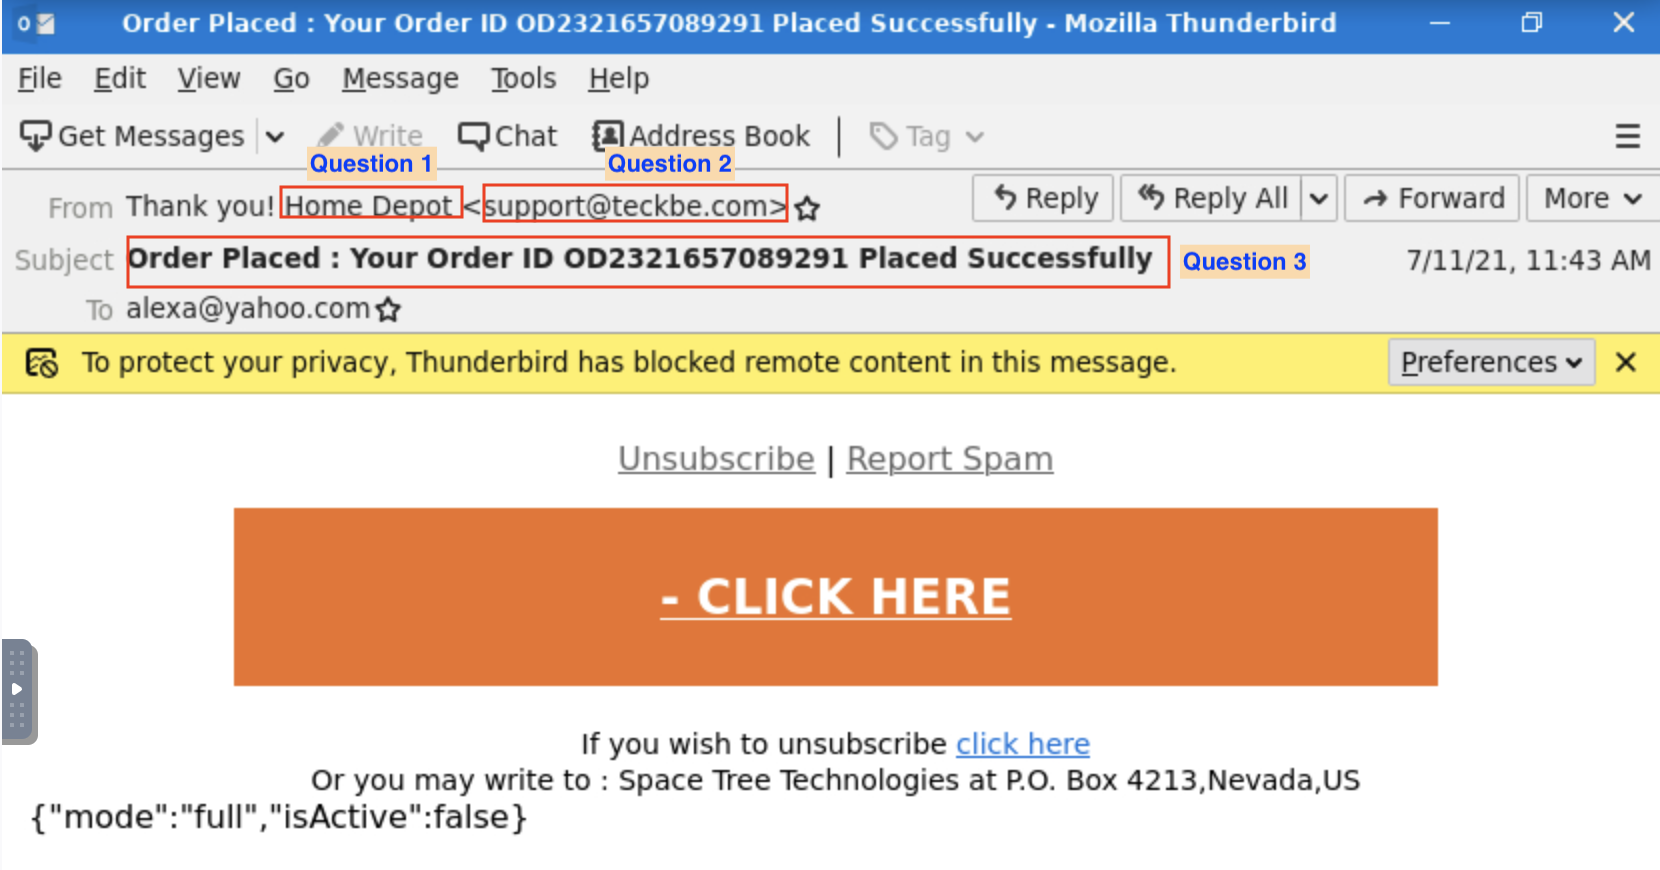 Order Placed : Your Order ID OD2321657089291 Placed Successfully - Mozilla Thunderbird
File Edit View Go Message Tools Help
Get Messages Write Chat Address Book Tag
Question 1 Question 2
From Thank you! Home Depot <support@teckbe.com> Reply Reply All Forward More
Subject Order Placed : Your Order ID OD2321657089291 Placed Successfully Question 3 7/11/21, 11:43 AM
To alexa@yahoo.com
To protect your privacy, Thunderbird has blocked remote content in this message. Preferences
Unsubscribe | Report Spam
- CLICK HERE
If you wish to unsubscribe click here
Or you may write to : Space Tree Technologies at P.O. Box 4213,Nevada,US
{"mode":"full","isActive":false}